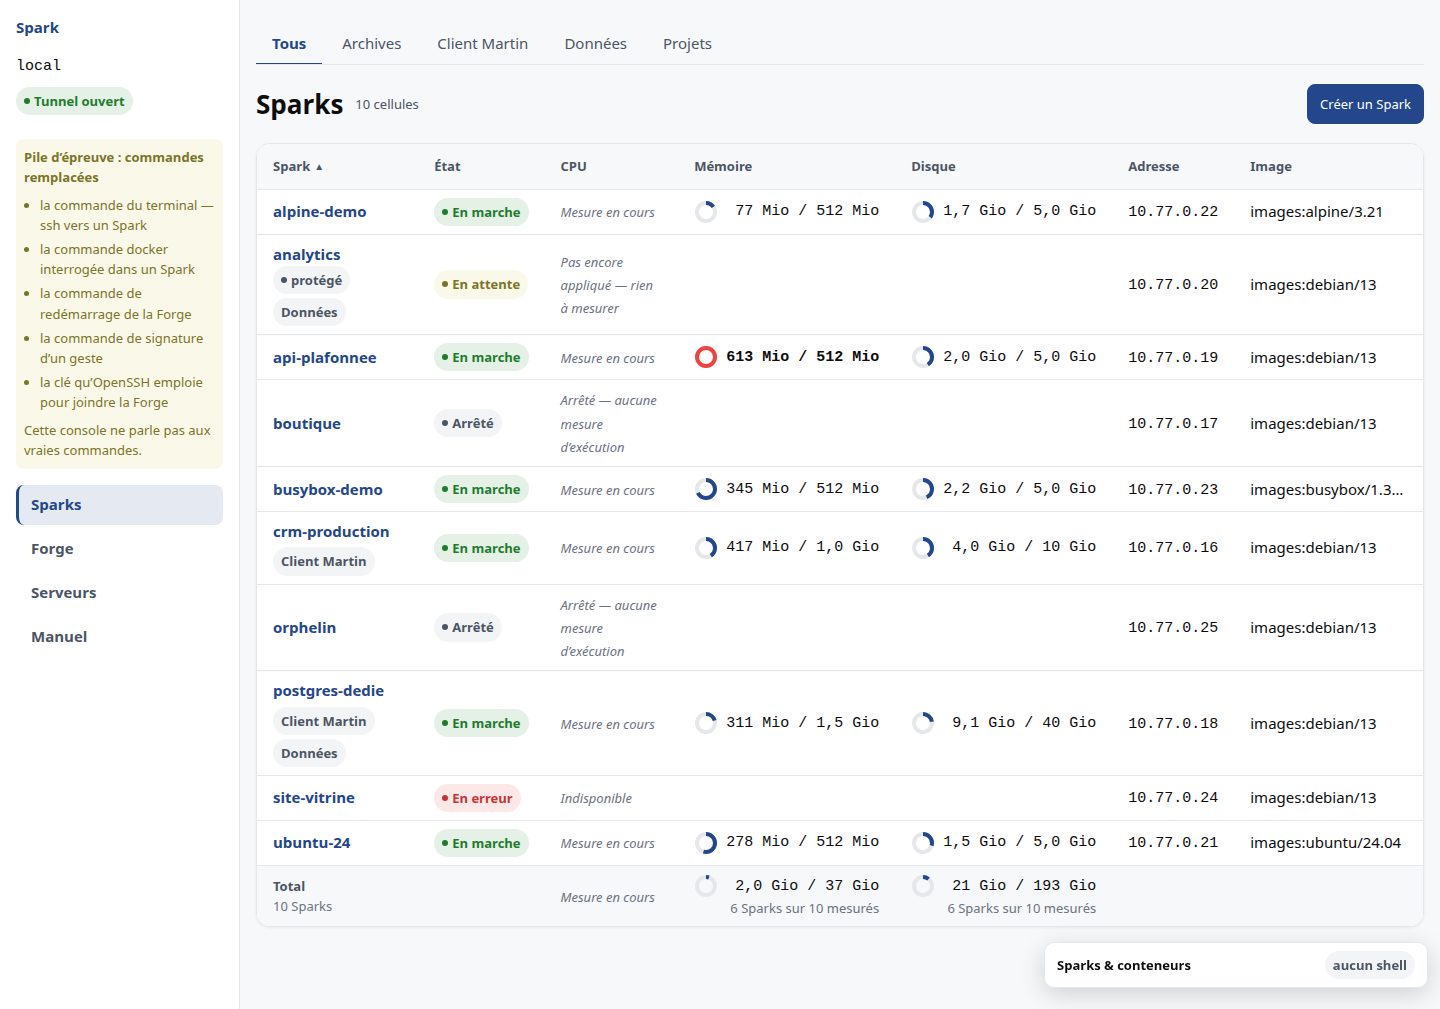 Spark
local
Tunnel ouvert
Pile d’épreuve : commandes
remplacées
la commande du terminal —
ssh vers un Spark
la commande docker
interrogée dans un Spark
la commande de
redémarrage de la Forge
la commande de signature
d’un geste
la clé qu’OpenSSH emploie
pour joindre la Forge
Cette console ne parle pas aux
vraies commandes.
Sparks
Forge
Serveurs
Manuel
Tous Archives Client Martin Données Projets
Sparks 10 cellules Créer un Spark
Spark ▲ État CPU Mémoire Disque Adresse Image
alpine-demo En marche Mesure en cours 77 Mio / 512 Mio 1,7 Gio / 5,0 Gio 10.77.0.22 images:alpine/3.21
analytics
protégé
Données
En attente
Pas encore
appliqué — rien
à mesurer
10.77.0.20 images:debian/13
api-plafonnee En marche Mesure en cours 613 Mio / 512 Mio 2,0 Gio / 5,0 Gio 10.77.0.19 images:debian/13
boutique Arrêté
Arrêté — aucune
mesure
d’exécution
10.77.0.17 images:debian/13
busybox-demo En marche Mesure en cours 345 Mio / 512 Mio 2,2 Gio / 5,0 Gio 10.77.0.23 images:busybox/1.3…
crm-production
Client Martin
En marche Mesure en cours 417 Mio / 1,0 Gio 4,0 Gio / 10 Gio 10.77.0.16 images:debian/13
orphelin Arrêté
Arrêté — aucune
mesure
d’exécution
10.77.0.25 images:debian/13
postgres-dedie
Client Martin
Données
En marche Mesure en cours 311 Mio / 1,5 Gio 9,1 Gio / 40 Gio 10.77.0.18 images:debian/13
site-vitrine En erreur Indisponible 10.77.0.24 images:debian/13
ubuntu-24 En marche Mesure en cours 278 Mio / 512 Mio 1,5 Gio / 5,0 Gio 10.77.0.21 images:ubuntu/24.04
Total
10 Sparks
Mesure en cours
2,0 Gio / 37 Gio
6 Sparks sur 10 mesurés
21 Gio / 193 Gio
6 Sparks sur 10 mesurés
Sparks & conteneurs aucun shell